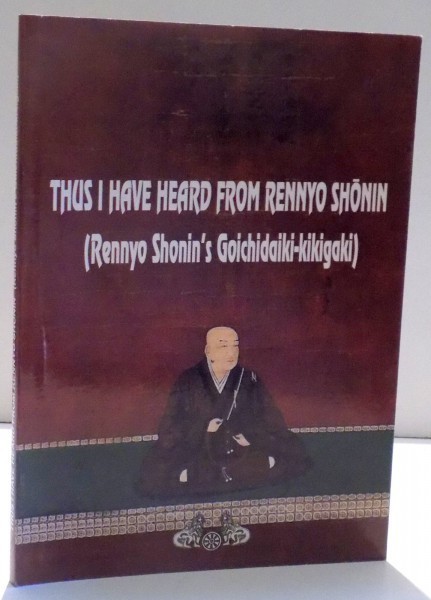 THUS I HAVE HEARD FROM RENNYO SHŌNIN
(Rennyo Shonin's Goichidaiki-kikigaki)